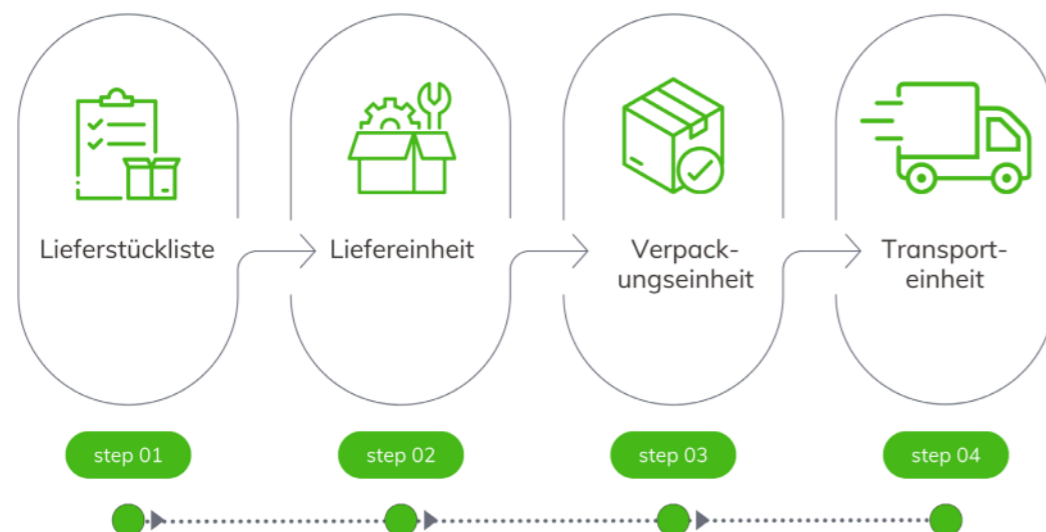 Lieferstückliste
Liefereinheit
Verpack-
ungseinheit
Transport-
einheit
step 01
step 02
step 03
step 04